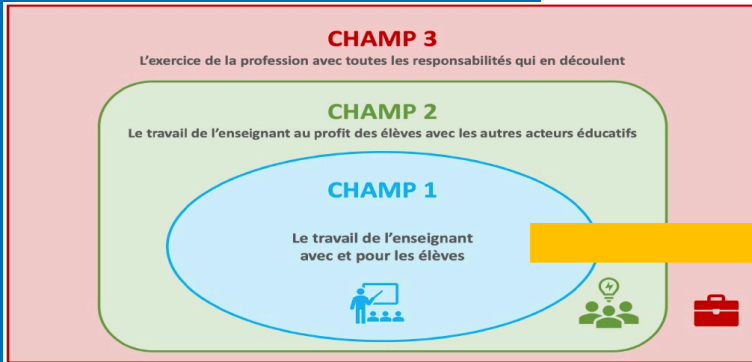 CHAMP 3
L'exercice de la profession avec toutes les responsabilités qui en découlent
CHAMP 2
Le travail de l'enseignant au profit des élèves avec les autres acteurs éducatifs
CHAMP 1
Le travail de l'enseignant
avec et pour les élèves